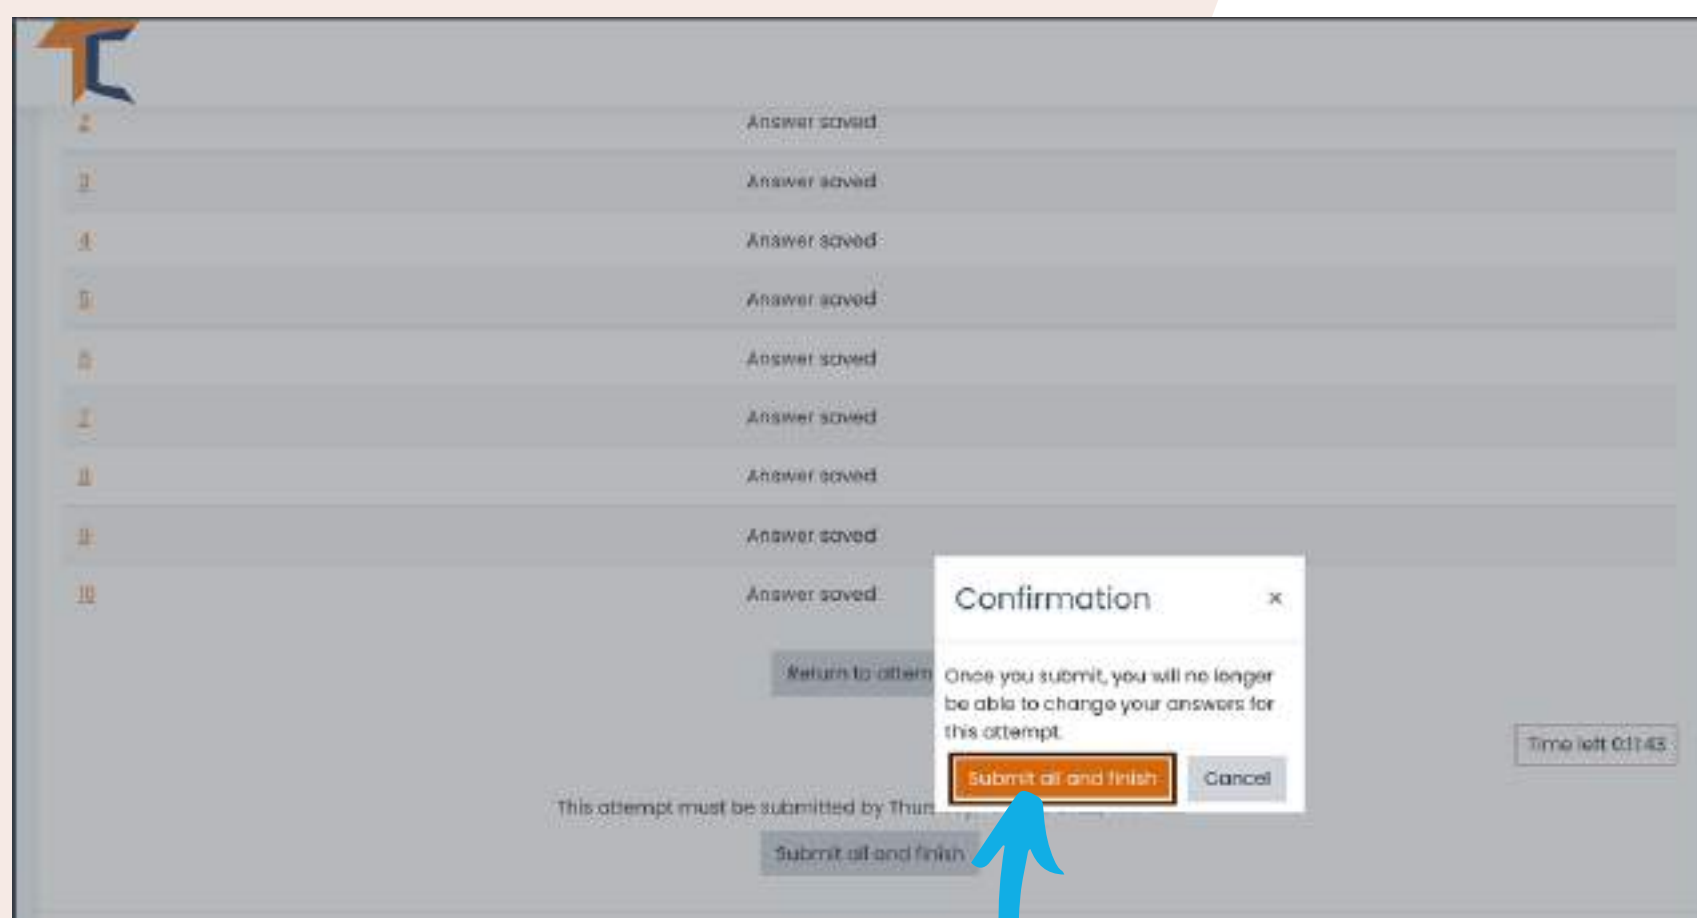 2 Answer saved
3 Answer saved
4 Answer saved
5 Answer saved
6 Answer saved
7 Answer saved
8 Answer saved
9 Answer saved
10 Answer saved
Confirmation ×
Return to attem
Once you submit, you will no longer
be able to change your answers for
this attempt.
Time left 0:11:43
Submit all and finish Cancel
This attempt must be submitted by Thur
Submit all and finish